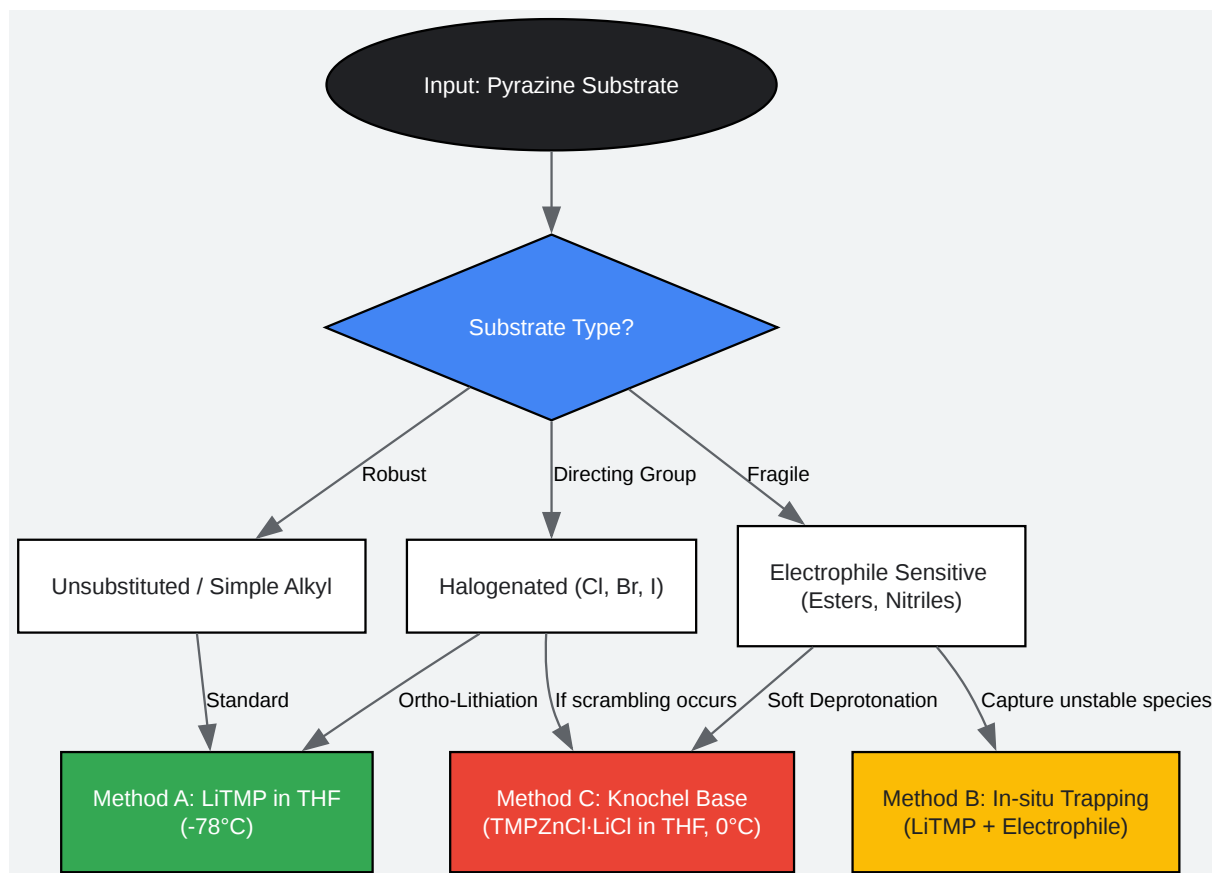 Input: Pyrazine Substrate
Substrate Type?
Robust
Directing Group
Fragile
Unsubstituted / Simple Alkyl
Halogenated (Cl, Br, I)
Electrophile Sensitive
(Esters, Nitriles)
Standard
Ortho-Lithiation
If scrambling occurs
Soft Deprotonation
Capture unstable species
Method A: LiTMP in THF
(-78°C)
Method C: Knochel Base
(TMPZnCl·LiCl in THF, 0°C)
Method B: In-situ Trapping
(LiTMP + Electrophile)